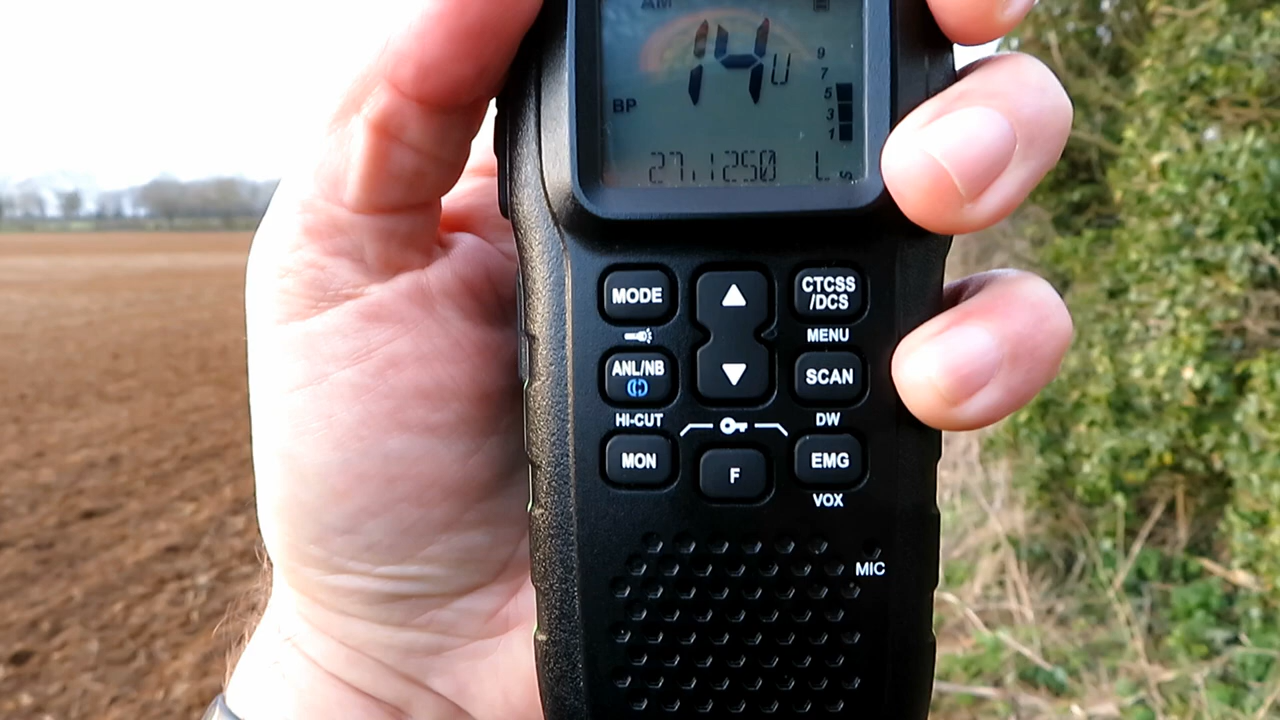 AM
14U
9
7
BP
5
3
1
27.1250 L S
MODE
CTCSS
/DCS
MENU
ANL/NB
SCAN
HI-CUT
DW
MON
F
EMG
VOX
MIC